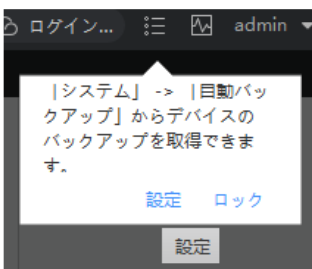 ログイン... admin
｜システム」 -> ｜自動バッ
クアップ」からデバイスの
バックアップを取得できま
す。
設定 ロック
設定